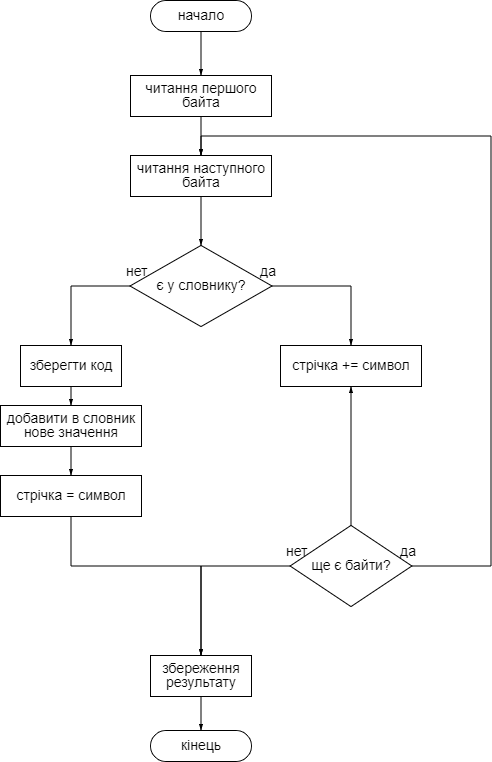 начало
читання першого
байта
читання наступного
байта
нет
да
є у словнику?
зберегти код
стрічка += символ
добавити в словник
нове значення
стрічка = символ
нет
да
ще є байти?
збереження
результату
кінець